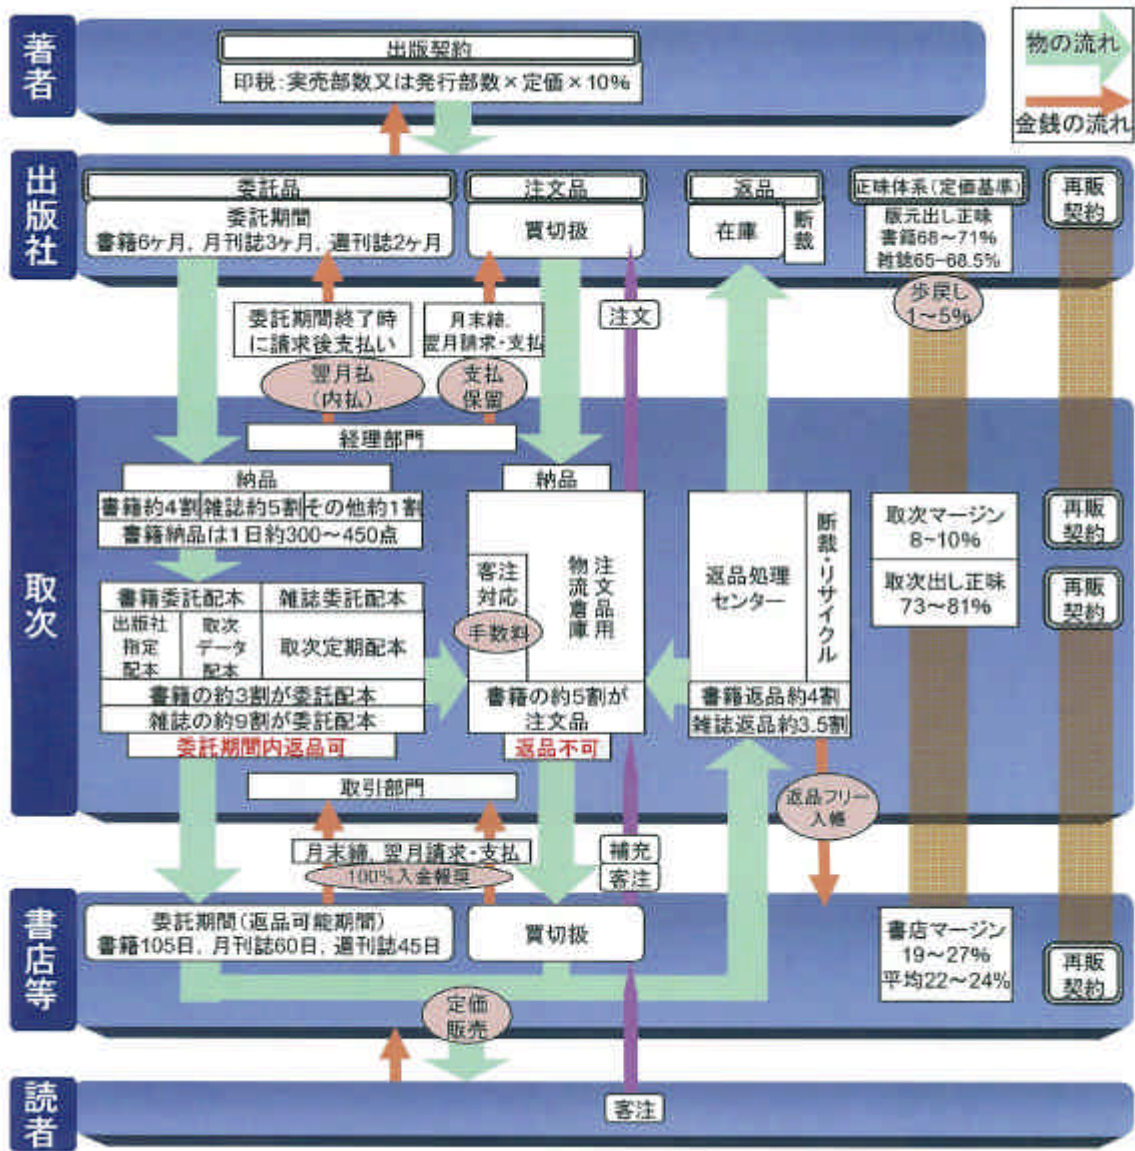 著者
出版契約
印税:実売部数又は発行部数×定価×10%
物の流れ
金銭の流れ
出版社
委託品
委託期間
書籍6ヶ月, 月刊誌3ヶ月, 週刊誌2ヶ月
注文品
買切扱
返品
在庫
断裁
正味体系(定価基準)
版元出し正味
書籍68～71%
雑誌65~68.5%
再販
契約
歩戻し
1～5%
委託期間終了時
に請求後支払い
翌月払
(内払)
月末締,
翌月請求・支払
支払
保留
注文
取次
経理部門
納品
書籍約4割
雑誌約5割
その他約1割
書籍納品は1日約300～450点
書籍委託配本
雑誌委託配本
出版社
指定
配本
取次
データ
配本
取次定期配本
書籍の約3割が委託配本
雑誌の約9割が委託配本
委託期間内返品可
納品
客注
対応
手数料
注文品用
物流倉庫
書籍の約5割が
注文品
返品不可
返品処理
センター
断裁・リサイクル
書籍返品約4割
雑誌返品約3.5割
取次マージン
8~10%
取次出し正味
73～81%
再販
契約
再販
契約
取引部門
月末締, 翌月請求・支払
100%入金報奨
補充
客注
返品フリー
入帳
書店等
委託期間(返品可能期間)
書籍105日, 月刊誌60日, 週刊誌45日
買切扱
書店マージン
19～27%
平均22～24%
再販
契約
定価
販売
読者
客注